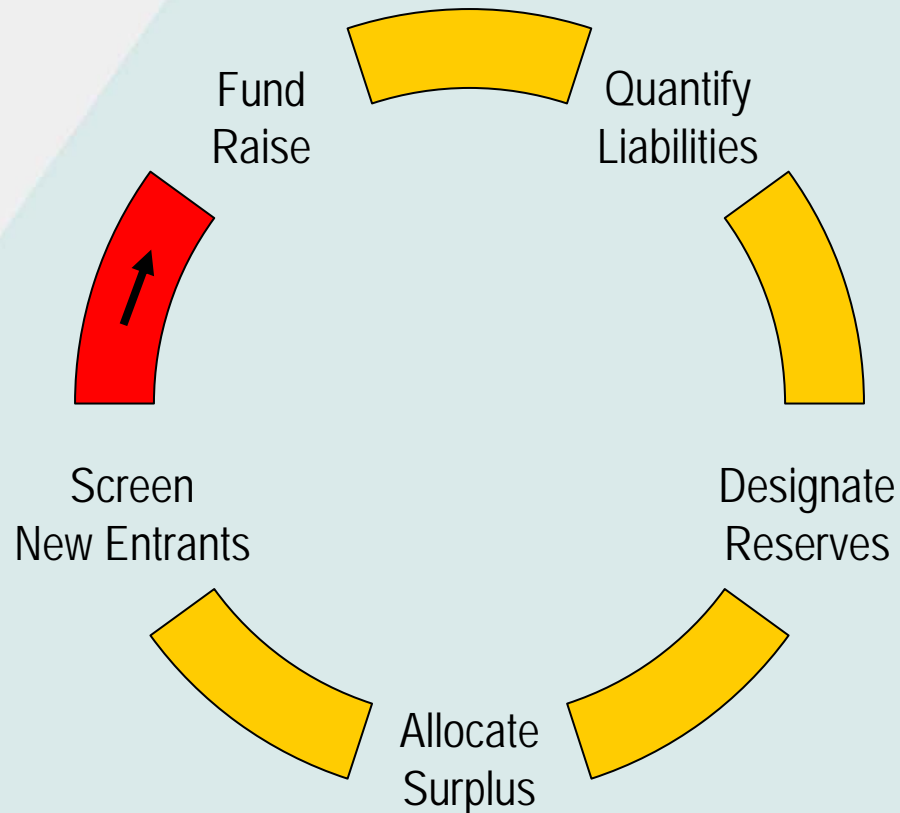 Fund
Raise
Quantify
Liabilities
Screen
New Entrants
Designate
Reserves
Allocate
Surplus